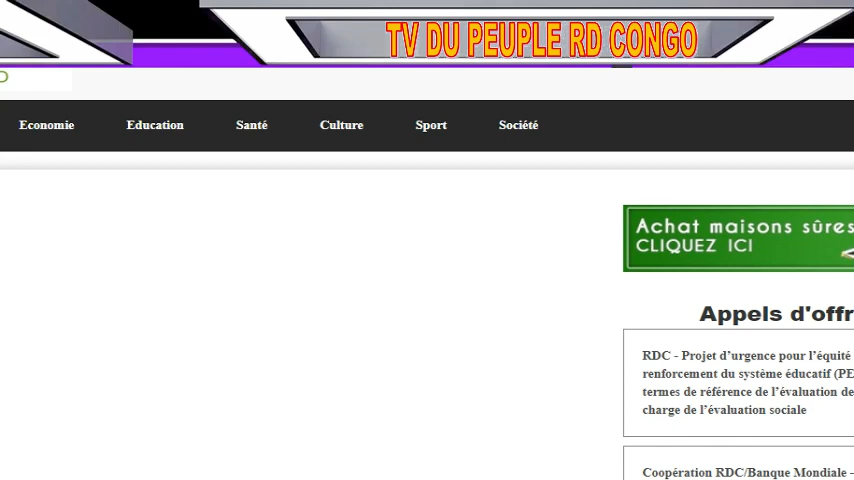 TV DU PEUPLE RD CONGO
Economie Education Santé Culture Sport Société
Achat maisons sûres
CLIQUEZ ICI
Appels d'offr
RDC - Projet d’urgence pour l’équité
renforcement du système éducatif (PE
termes de référence de l’évaluation de
charge de l’évaluation sociale
Coopération RDC/Banque Mondiale -